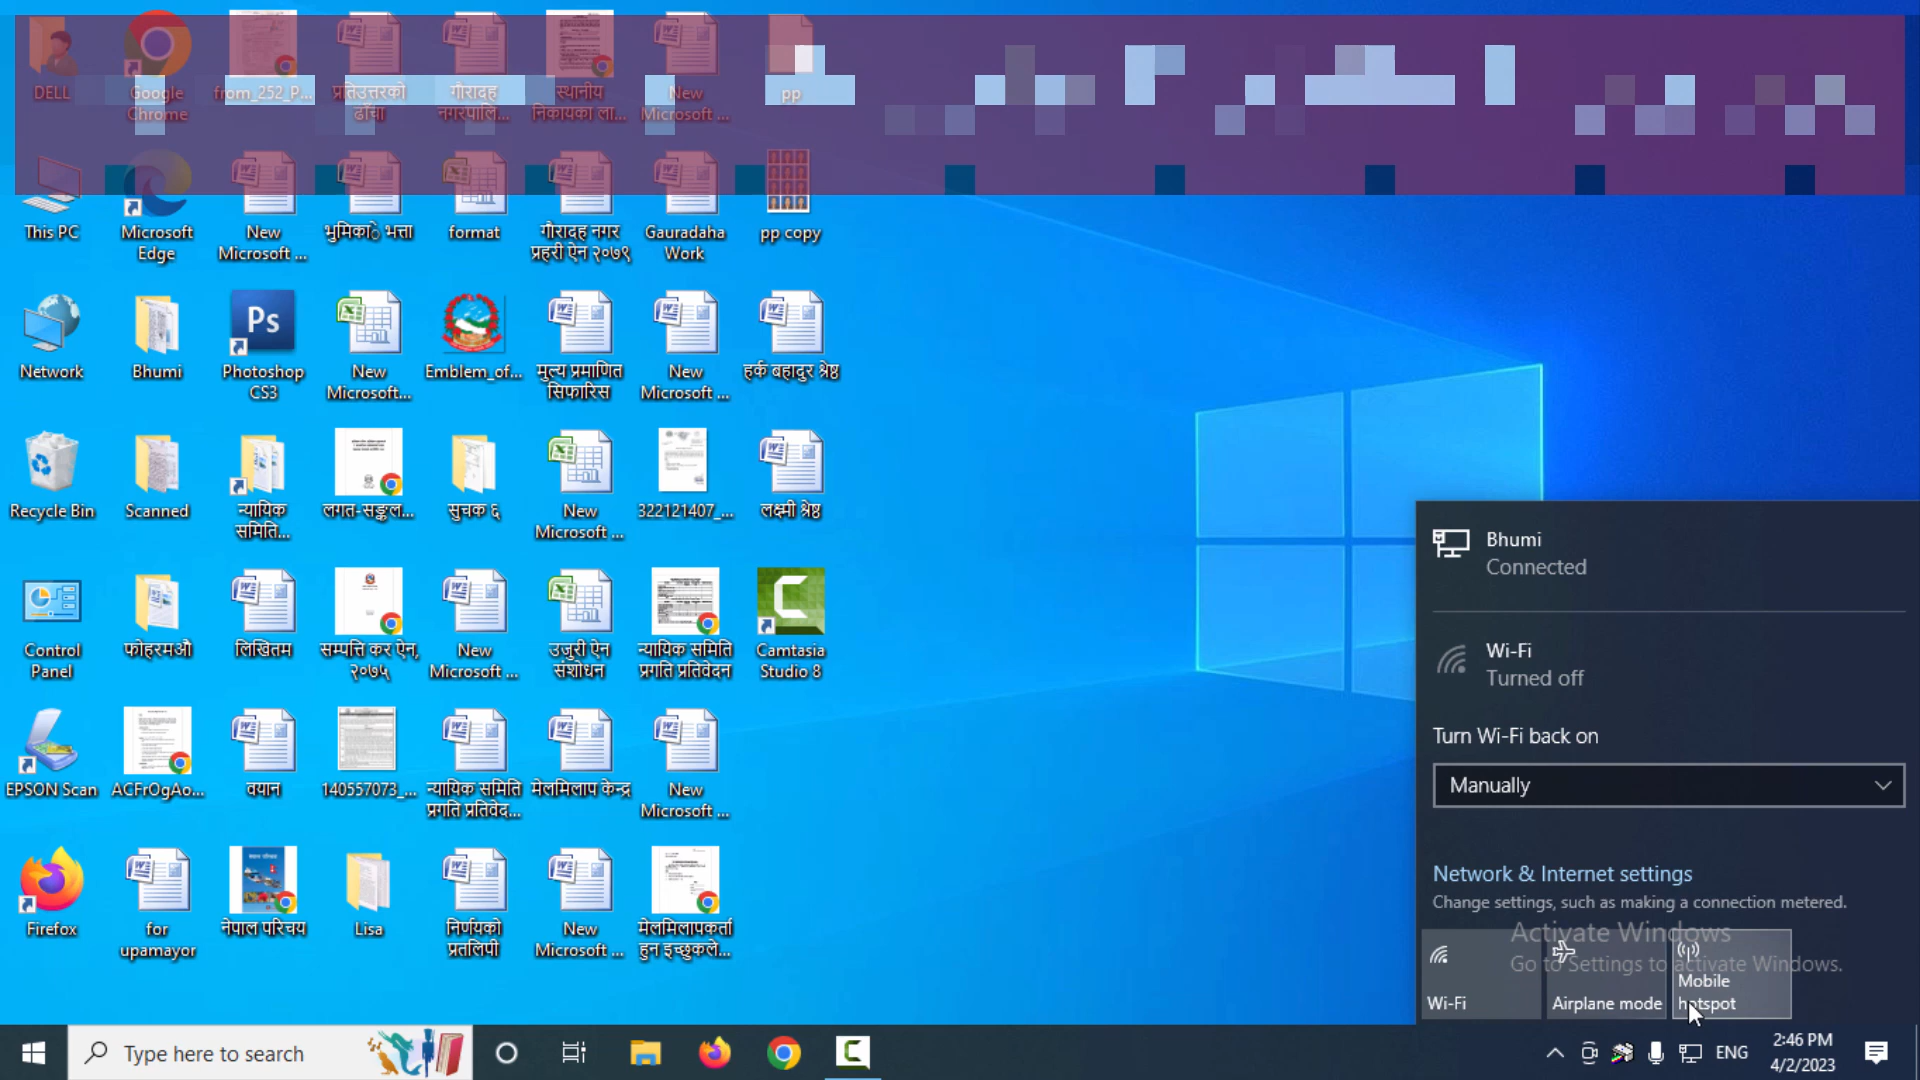 DELL
Google
Chrome
from_252_P...
प्रतिउत्तरको
ढाँचा
गौरादह
नगरपालि...
स्थानीय
निकायको ला...
New
Microsoft ...
pp
This PC
Microsoft
Edge
New
Microsoft ...
भुमिकाे भत्ता
format
गौरादह नगर
प्रहरी ऐन २०७९
Gauradaha
Work
pp copy
Network
Bhumi
Ps
Photoshop
CS3
New
Microsoft...
Emblem_of...
मुल्य प्रमाणित
सिफारिस
New
Microsoft ...
हर्क बहादुर श्रेष्ठ
Recycle Bin
Scanned
न्यायिक
समिति...
लगत-सङ्कल...
सुचक ६
New
Microsoft ...
322121407_...
लक्ष्मी श्रेष्ठ
Control
Panel
फोहरमऔ
लिखितम
सम्पत्ति कर ऐन,
२०७५
New
Microsoft ...
उजुरी ऐन
संशोधन
न्यायिक समिति
प्रगति प्रतिवेदन
Camtasia
Studio 8
EPSON Scan
ACFrOgAo...
वयान
140557073_...
न्यायिक समिति
प्रगति प्रतिवेद...
मेलमिलाप केन्द्र
New
Microsoft ...
Firefox
for
upamayor
नेपाल परिचय
Lisa
निर्णयको
प्रतलिपी
New
Microsoft ...
मेलमिलापकर्ता
हुन इच्छुकले...
Bhumi
Connected
Wi-Fi
Turned off
Turn Wi-Fi back on
Manually
Network & Internet settings
Change settings, such as making a connection metered.
Activate Windows
Go to Settings to activate Windows.
Wi-Fi
Airplane mode
Mobile
hotspot
Type here to search
ENG
2:46 PM
4/2/2023